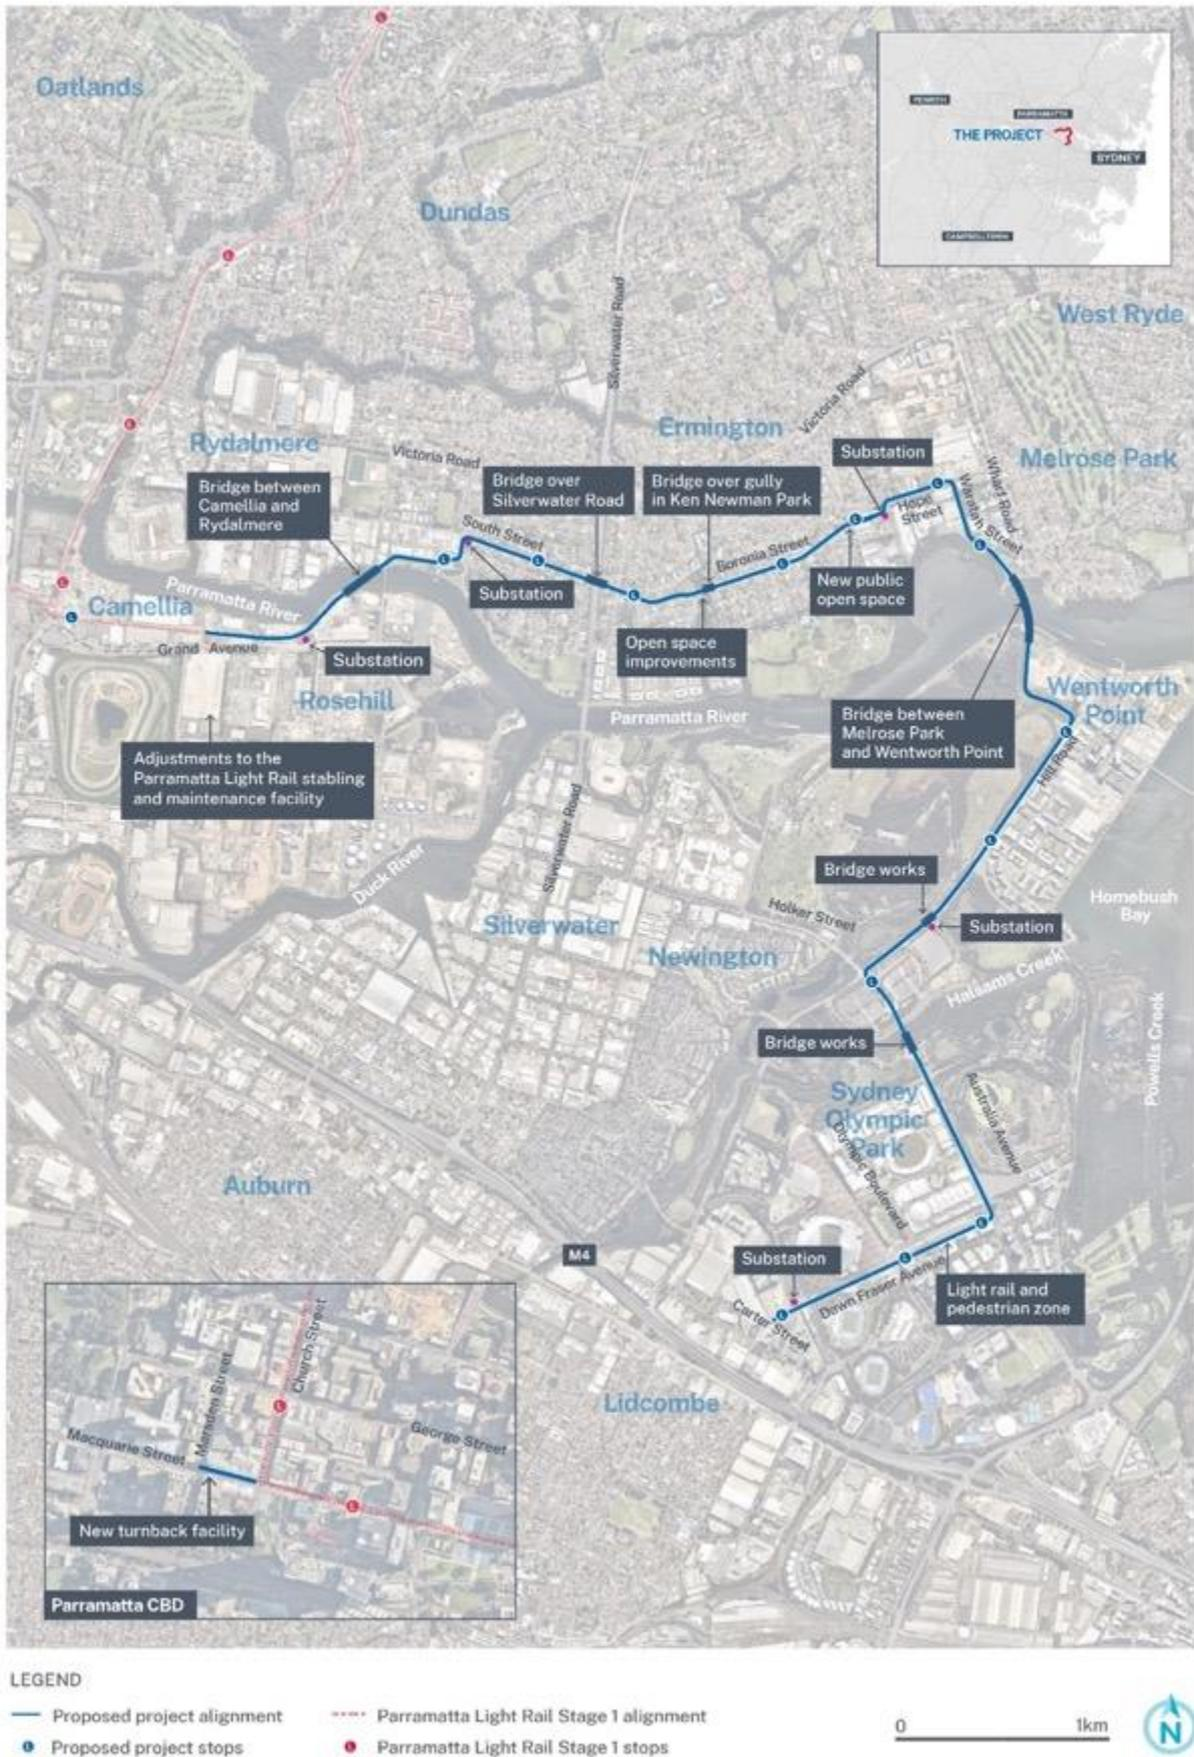 Oatlands
PENRITH
PARRAMATTA
THE PROJECT
SYDNEY
CAMPBELLTOWN
Dundas
West Ryde
Silverwater Road
Victoria Road
Ermington
Rydalmere
Victoria Road
Substation
Melrose Park
Bridge between
Camellia and
Rydalmere
Bridge over
Silverwater Road
Bridge over gully
in Ken Newman Park
Wharf Road
Waratah Street
Hope
Street
South Street
Boronia Street
Substation
New public
open space
Parramatta River
Camellia
Grand Avenue
Substation
Open space
improvements
Rosehill
Wentworth
Point
Parramatta River
Bridge between
Melrose Park
and Wentworth Point
Hill Road
Adjustments to the
Parramatta Light Rail stabling
and maintenance facility
Silverwater Road
Duck River
Bridge works
Homebush
Bay
Holker Street
Silverwater
Substation
Newington
Haslams Creek
Powells Creek
Bridge works
Sydney
Olympic
Park
Australia Avenue
Olympic Boulevard
Auburn
M4
Substation
Dawn Fraser Avenue
Light rail and
pedestrian zone
Carter Street
Lidcombe
Church Street
Marsden Street
Macquarie Street
George Street
New turnback facility
Parramatta CBD
LEGEND
Proposed project alignment
Parramatta Light Rail Stage 1 alignment
Proposed project stops
Parramatta Light Rail Stage 1 stops
0 1km
N